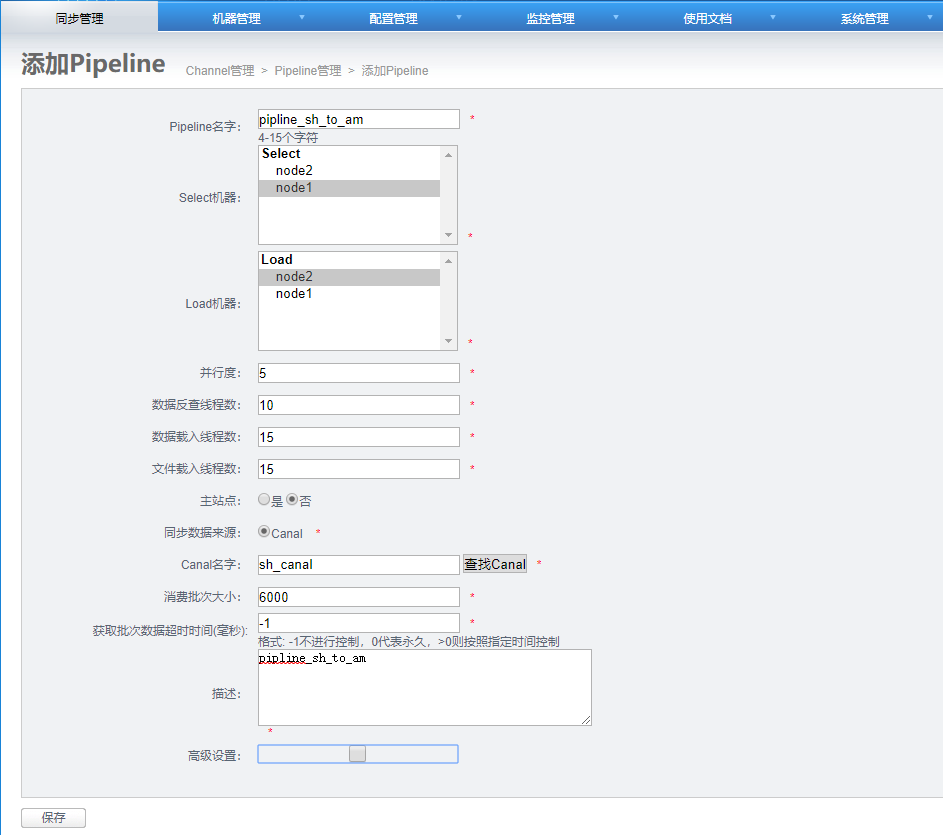 同步管理 机器管理 配置管理 监控管理 使用文档 系统管理
添加Pipeline Channel管理 > Pipeline管理 > 添加Pipeline
Pipeline名字: pipline_sh_to_am *
4-15个字符
Select机器: Select
node2
node1
*
Load机器: Load
node2
node1
*
并行度: 5 *
数据反查线程数: 10 *
数据载入线程数: 15 *
文件载入线程数: 15 *
主站点: 是 否
同步数据来源: Canal *
Canal名字: sh_canal 查找Canal *
消费批次大小: 6000 *
获取批次数据超时时间(毫秒): -1 *
格式: -1不进行控制，0代表永久，>0则按照指定时间控制
描述: pipline_sh_to_am
*
高级设置:
保存